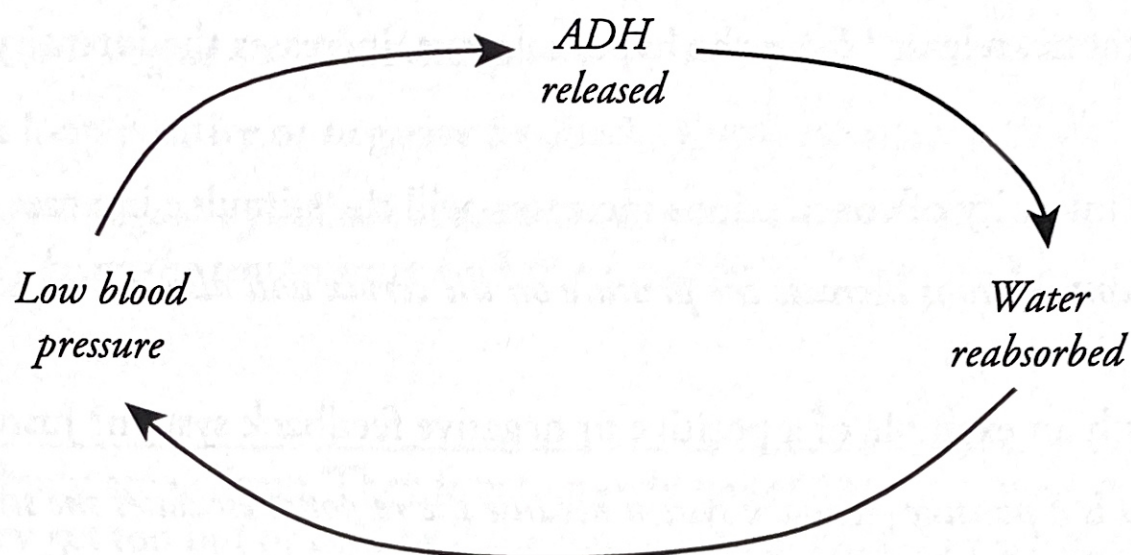 ADH
released
Low blood
pressure
Water
reabsorbed